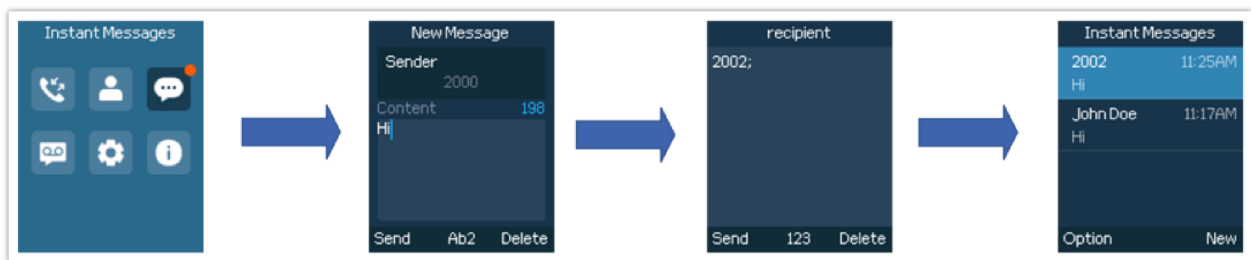 Instant Messages
New Message
Sender
2000
Content 198
Hi
Send Ab2 Delete
recipient
2002;
Send 123 Delete
Instant Messages
2002 11:25AM
Hi
John Doe 11:17AM
Hi
Option New